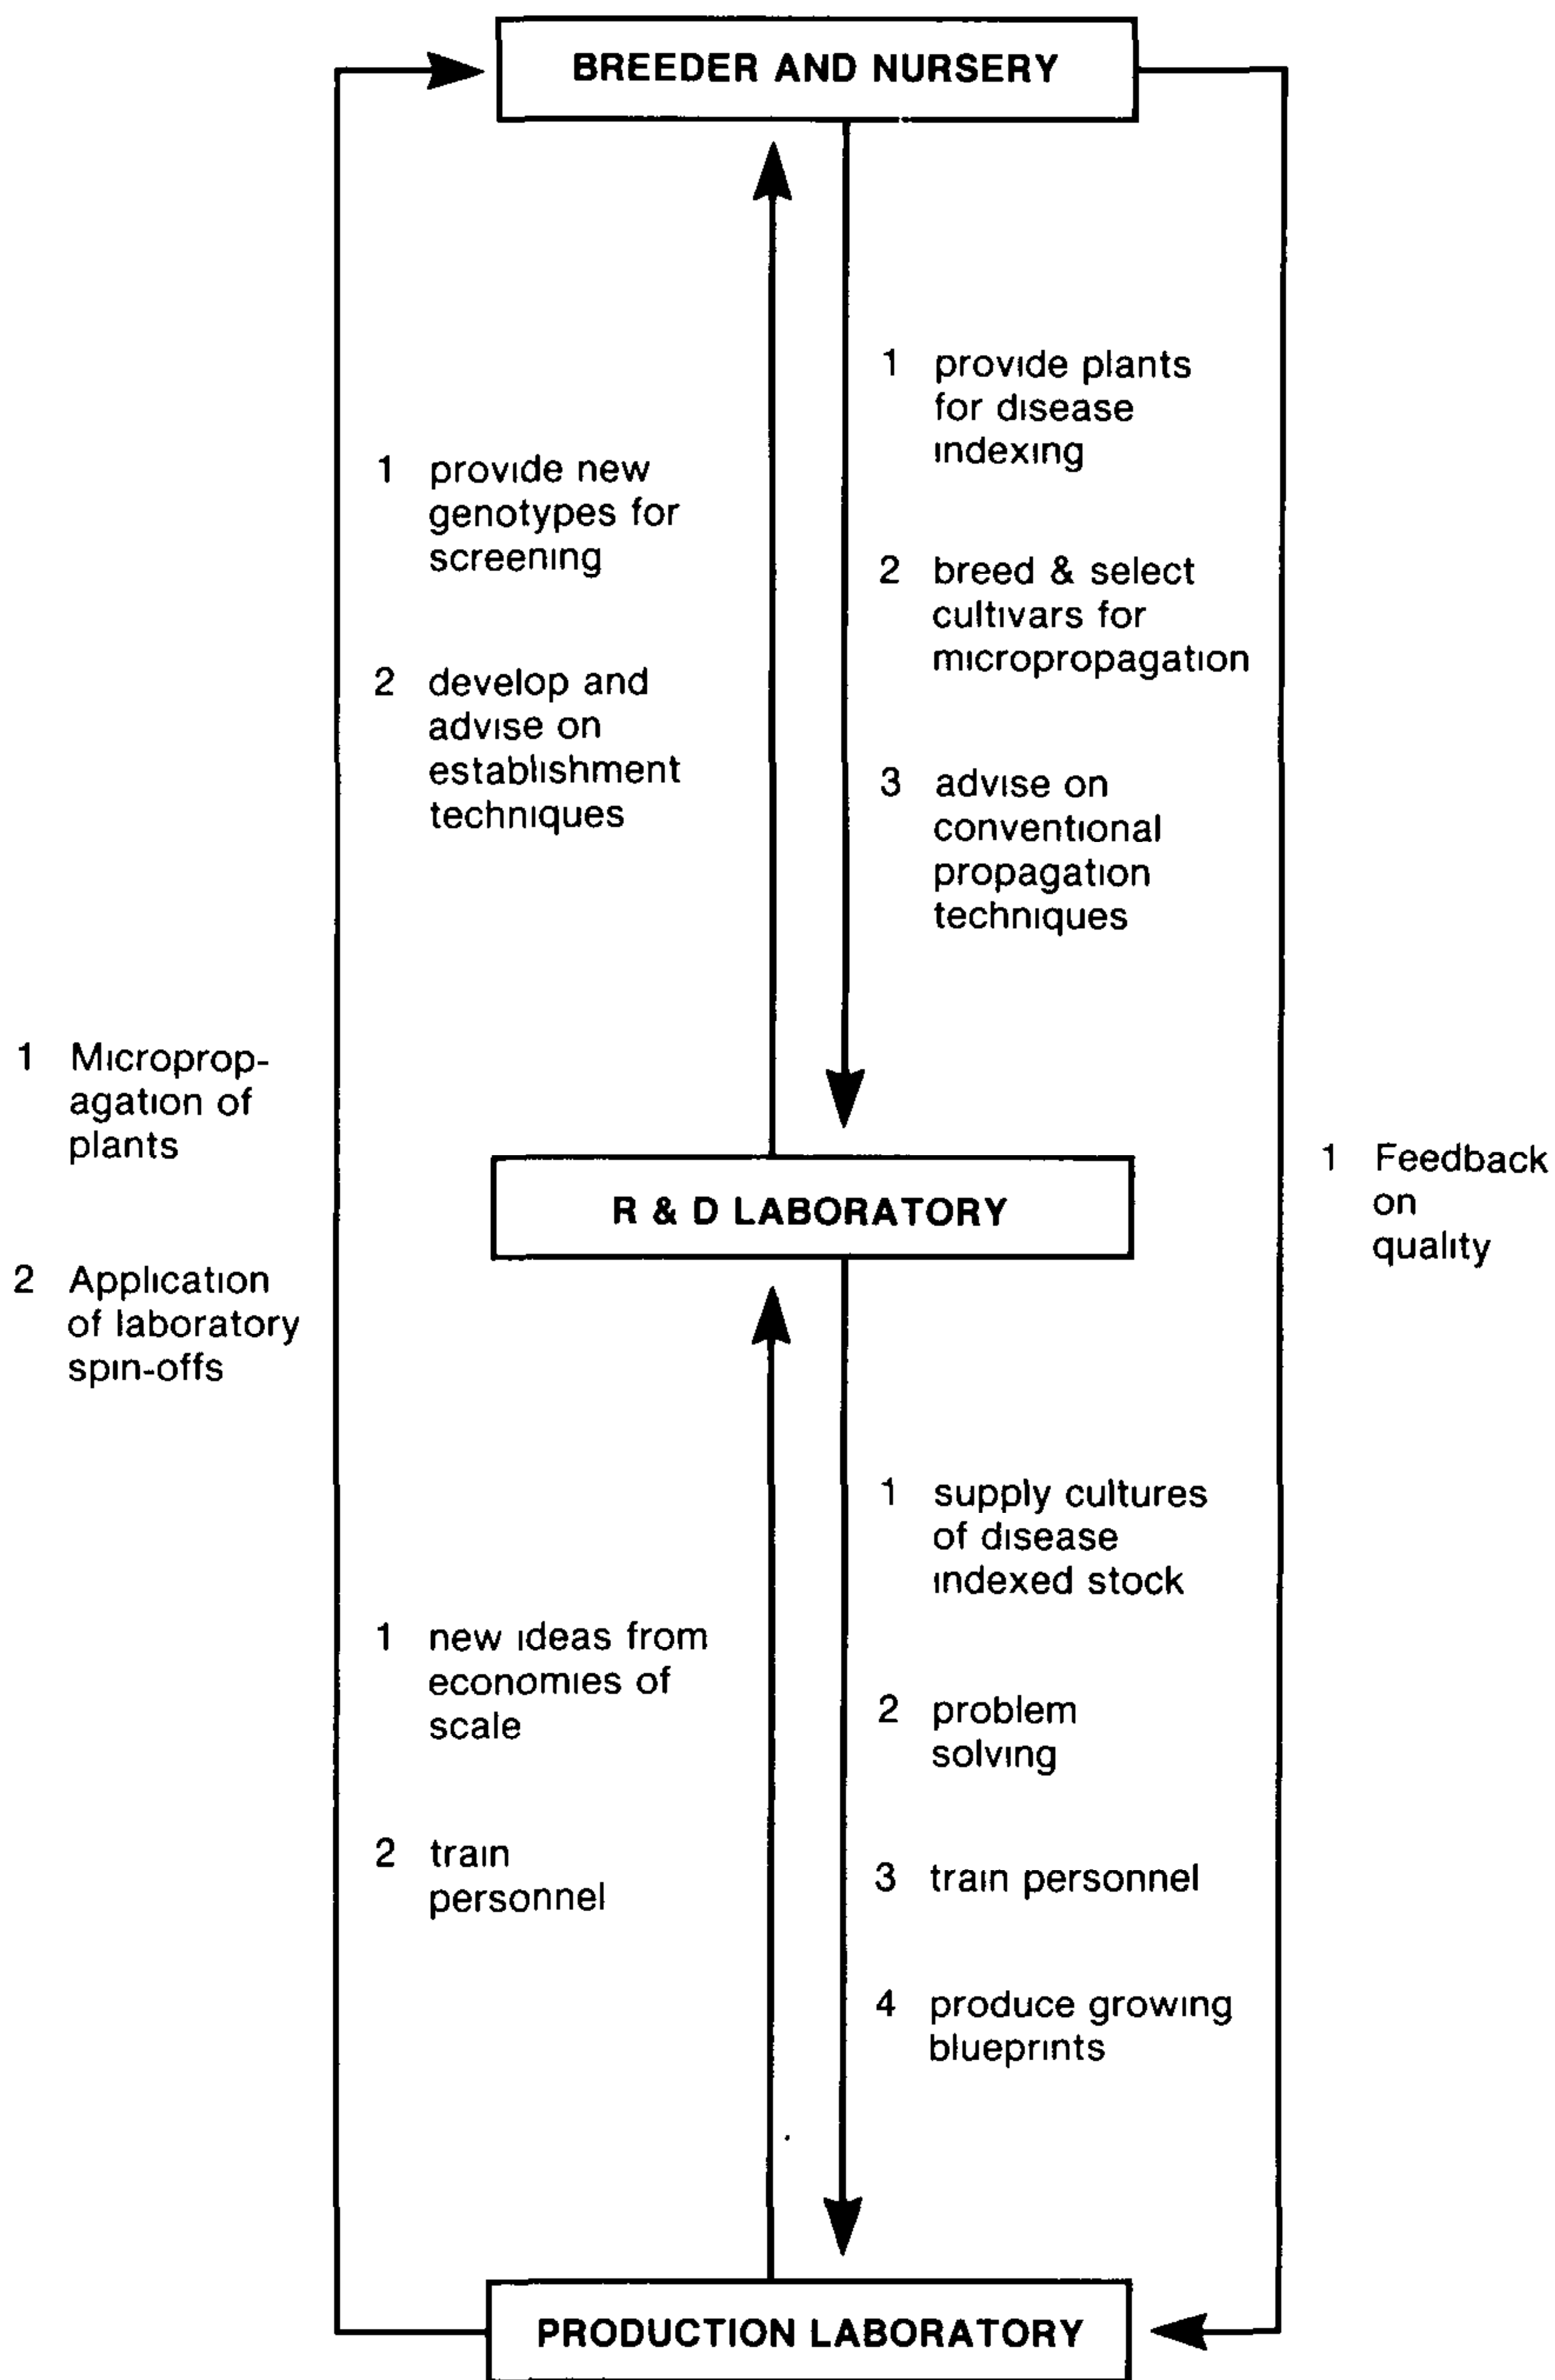 BREEDER AND NURSERY
1 provide plants
for disease
indexing
1 provide new
genotypes for
screening
2 breed & select
cultivars for
micropropagation
2 develop and
advise on
establishment
techniques
3 advise on
conventional
propagation
techniques
1 Microprop-
agation of
plants
2 Application
of laboratory
spin-offs
R & D LABORATORY
1 Feedback
on
quality
1 supply cultures
of disease
indexed stock
1 new ideas from
economies of
scale
2 problem
solving
2 train
personnel
3 train personnel
4 produce growing
blueprints
PRODUCTION LABORATORY